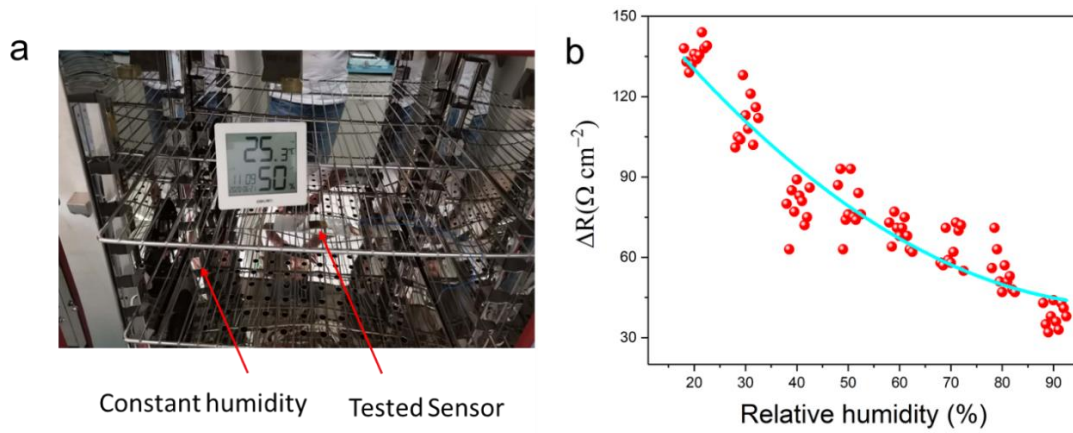 a
25.3°C
50%
Constant humidity
Tested Sensor
b
ΔR(Ω cm⁻²)
150
120
90
60
30
20
30
40
50
60
70
80
90
Relative humidity (%)